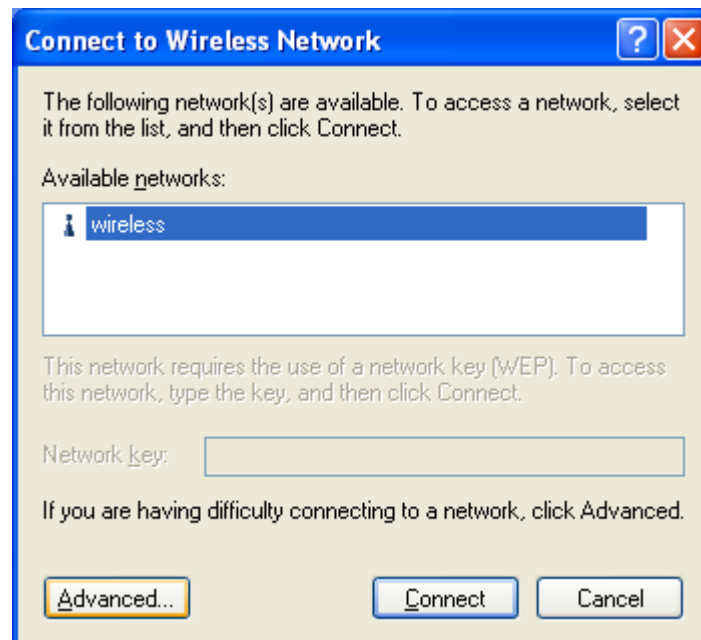 Connect to Wireless Network
?
X
The following network(s) are available. To access a network, select
it from the list, and then click Connect.
Available networks:
wireless
This network requires the use of a network key (WEP). To access
this network, type the key, and then click Connect.
Network key:
If you are having difficulty connecting to a network, click Advanced.
Advanced... Connect Cancel